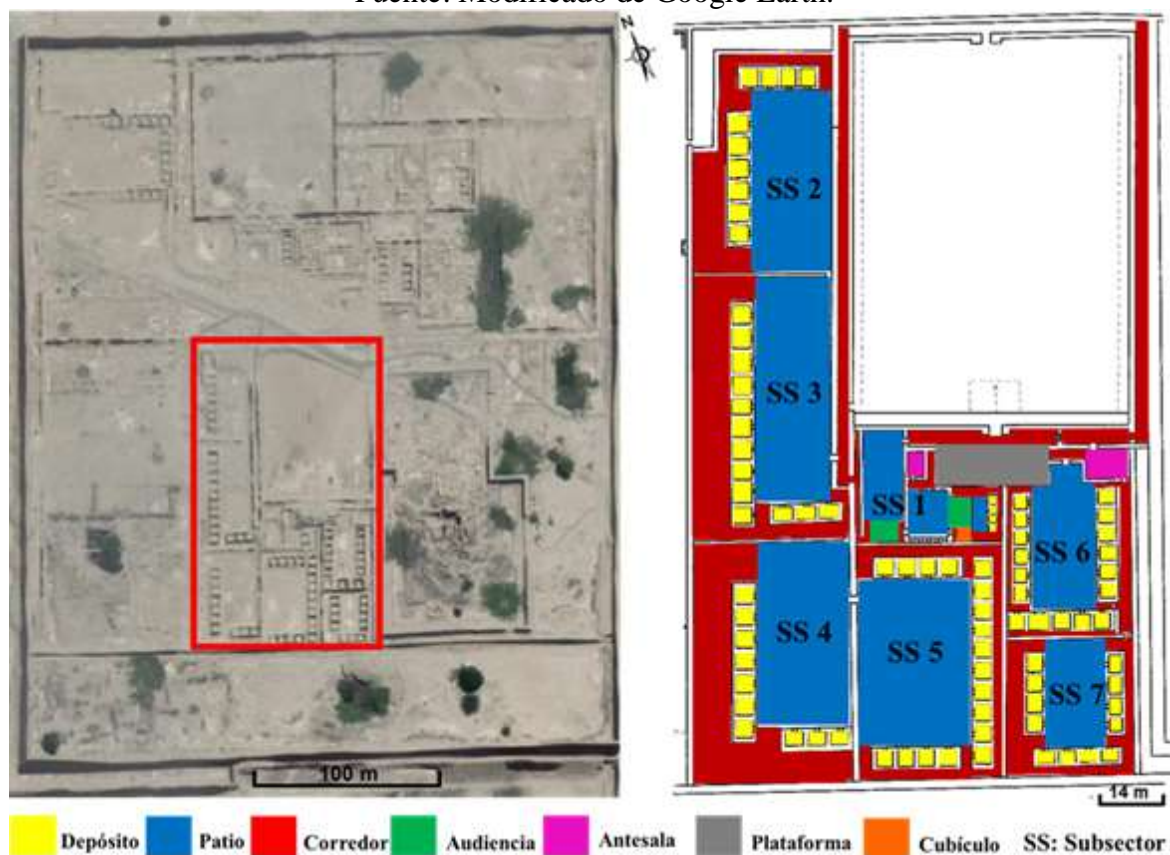 Fuente: Modificado de Google Earth.
N
SS 2
SS 3
SS 1
SS 6
SS 4
SS 5
SS 7
100 m
14 m
Depósito Patio Corredor Audiencia Antesala Plataforma Cubículo SS: Subsector